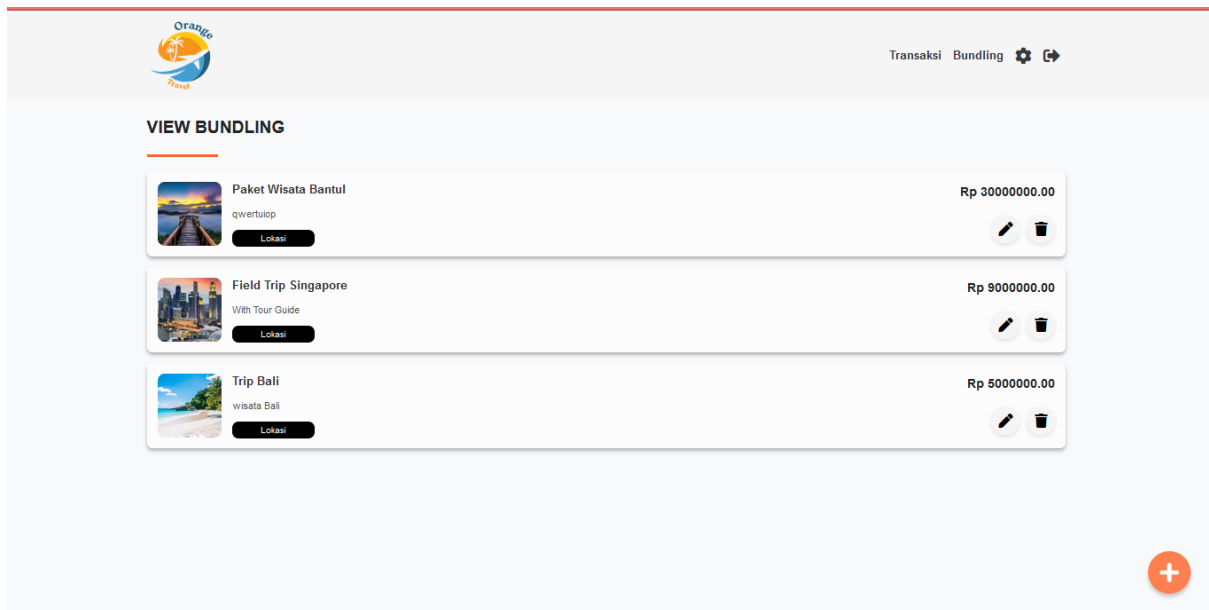 Orange
Travel
Transaksi Bundling
VIEW BUNDLING
Paket Wisata Bantul
Rp 30000000.00
qwertuiop
Lokasi
Field Trip Singapore
Rp 9000000.00
With Tour Guide
Lokasi
Trip Bali
Rp 5000000.00
wisata Bali
Lokasi